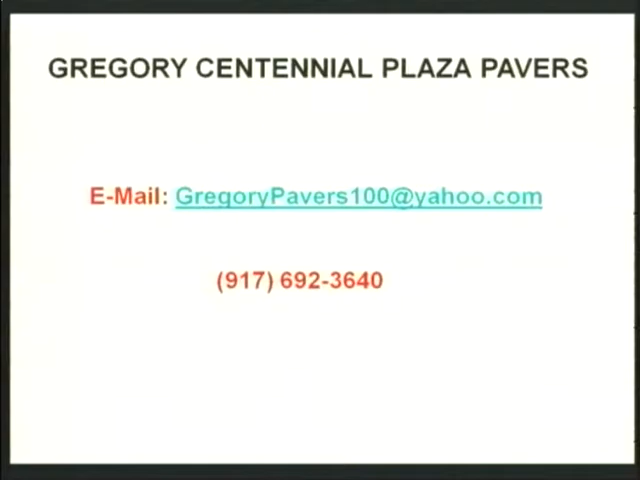 GREGORY CENTENNIAL PLAZA PAVERS
E-Mail: GregoryPavers100@yahoo.com
(917) 692-3640